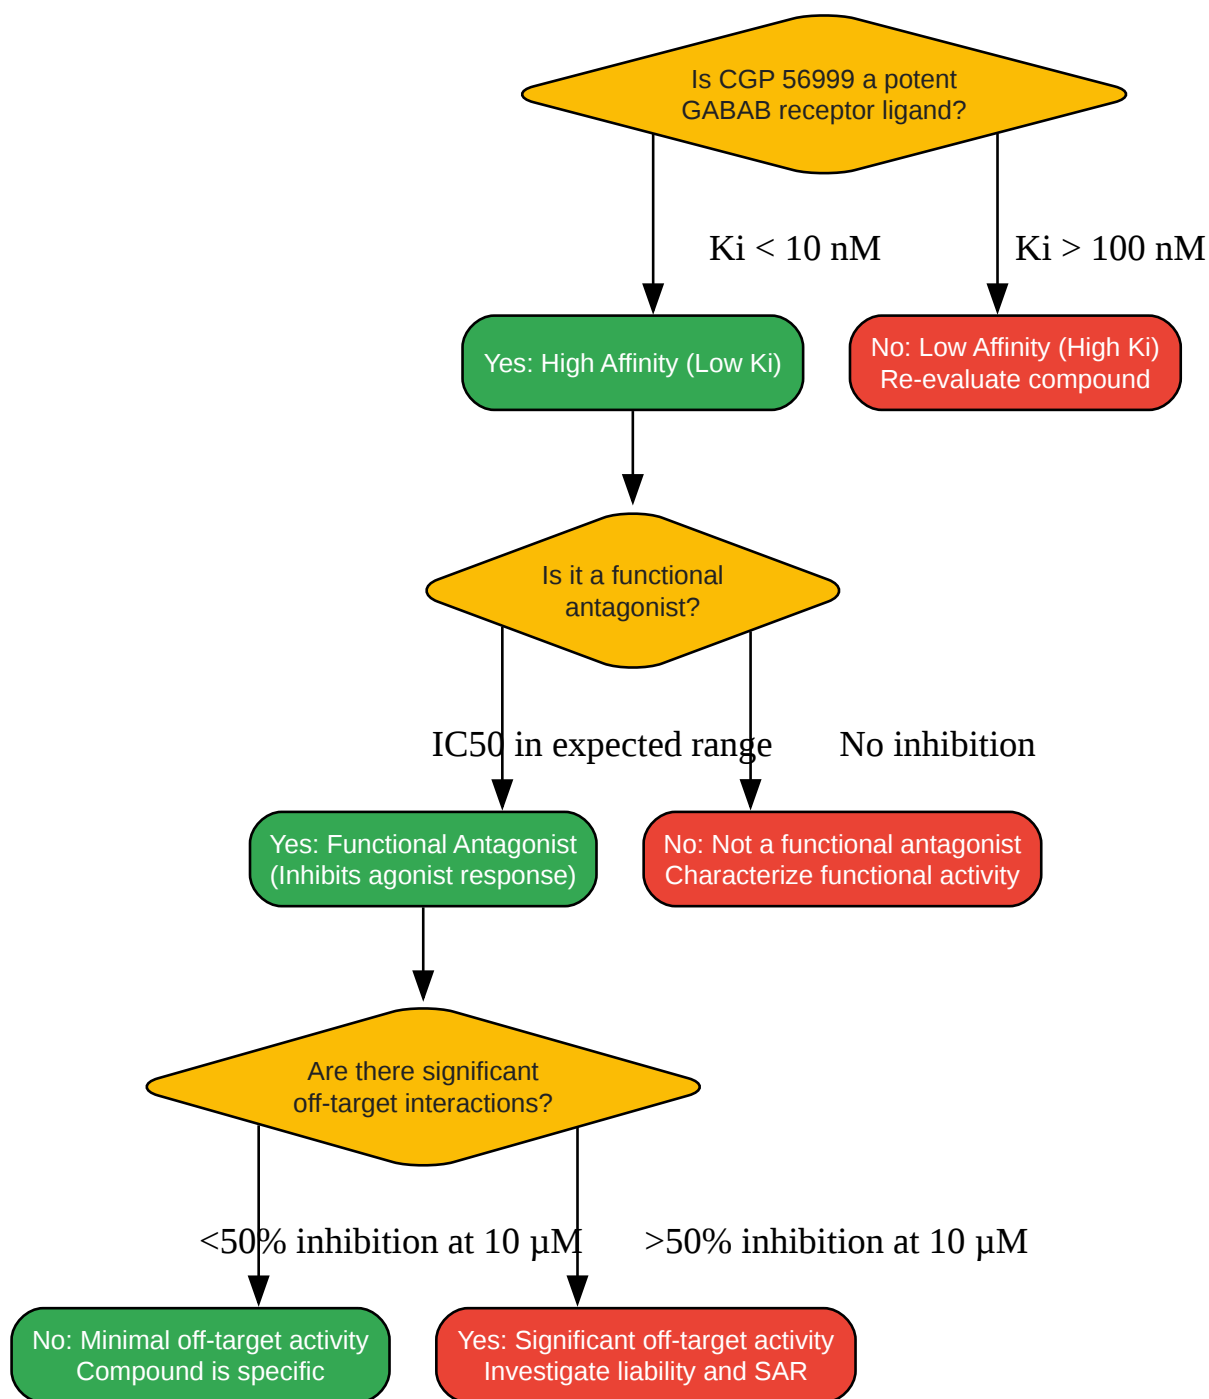 Is CGP 56999 a potent
GABAB receptor ligand?
Ki < 10 nM
Ki > 100 nM
Yes: High Affinity (Low Ki)
No: Low Affinity (High Ki)
Re-evaluate compound
Is it a functional
antagonist?
IC50 in expected range
No inhibition
Yes: Functional Antagonist
(Inhibits agonist response)
No: Not a functional antagonist
Characterize functional activity
Are there significant
off-target interactions?
<50% inhibition at 10 µM
>50% inhibition at 10 µM
No: Minimal off-target activity
Compound is specific
Yes: Significant off-target activity
Investigate liability and SAR